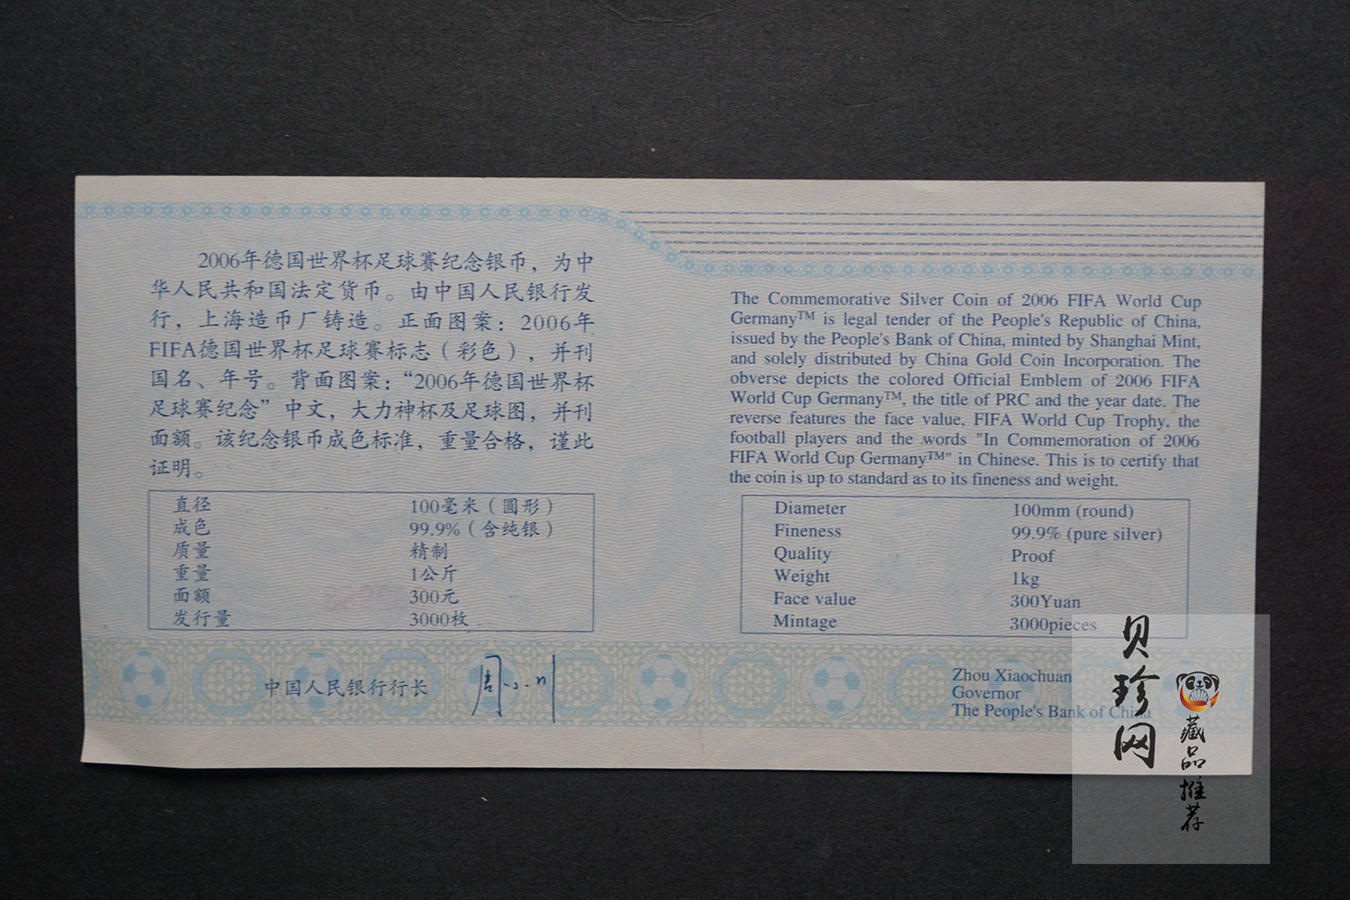 2006年德国世界杯足球赛纪念银币，为中
华人民共和国法定货币。由中国人民银行发
行，上海造币厂铸造。正面图案：2006年
FIFA德国世界杯足球赛标志（彩色），并刊
国名、年号。背面图案：“2006年德国世界杯
足球赛纪念”中文，大力神杯及足球图，并刊
面额。该纪念银币成色标准，重量合格，谨此
证明。
直径 100毫米（圆形）
成色 99.9%（含纯银）
质量 精制
重量 1公斤
面额 300元
发行量 3000枚
中国人民银行行长
The Commemorative Silver Coin of 2006 FIFA World Cup
Germany™ is legal tender of the People's Republic of China,
issued by the People's Bank of China, minted by Shanghai Mint,
and solely distributed by China Gold Coin Incorporation. The
obverse depicts the colored Official Emblem of 2006 FIFA
World Cup Germany™, the title of PRC and the year date. The
reverse features the face value, FIFA World Cup Trophy, the
football players and the words "In Commemoration of 2006
FIFA World Cup Germany™" in Chinese. This is to certify that
the coin is up to standard as to its fineness and weight.
Diameter 100mm (round)
Fineness 99.9% (pure silver)
Quality Proof
Weight 1kg
Face value 300Yuan
Mintage 3000pieces
Zhou Xiaochuan
Governor
The People's Bank of China
贝珍网
藏品推荐